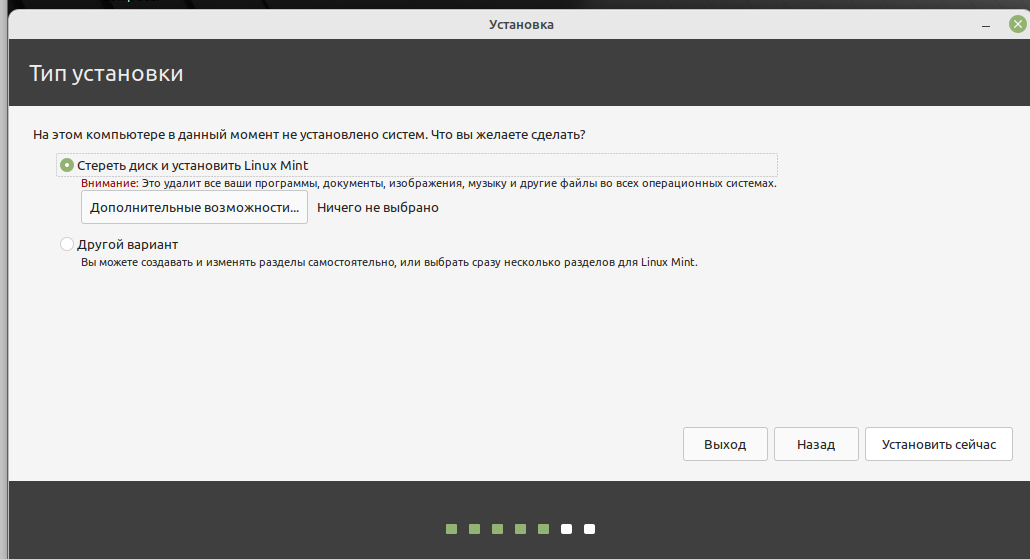 Установка
Тип установки
На этом компьютере в данный момент не установлено систем. Что вы желаете сделать?
Стереть диск и установить Linux Mint
Внимание: Это удалит все ваши программы, документы, изображения, музыку и другие файлы во всех операционных системах.
Дополнительные возможности... Ничего не выбрано
Другой вариант
Вы можете создавать и изменять разделы самостоятельно, или выбрать сразу несколько разделов для Linux Mint.
Выход Назад Установить сейчас